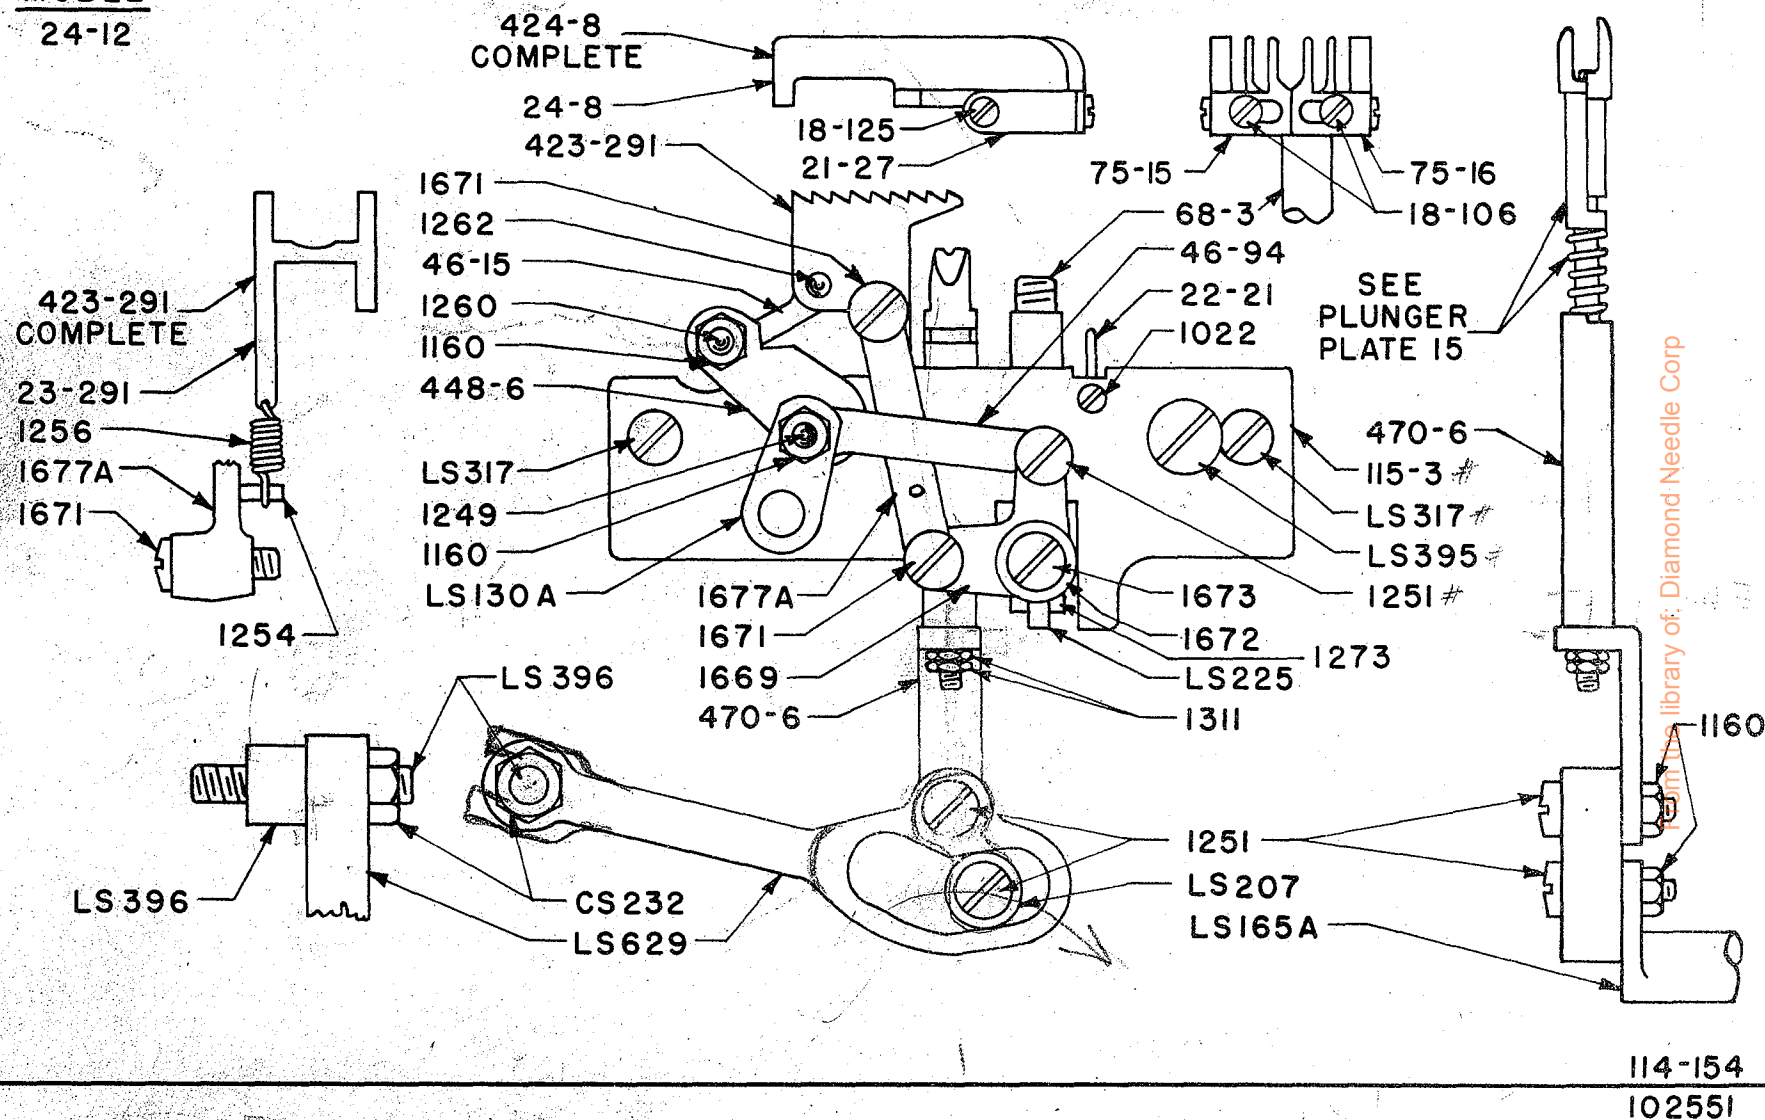 MODEL
24-12
424-8
COMPLETE
24-8
423-291
18-125
21-27
75-15
75-16
18-106
68-3
46-94
22-21
1022
SEE
PLUNGER
PLATE 15
1671
1262
46-15
1260
1160
448-6
LS317
1249
1160
LS130A
423-291
COMPLETE
23-291
1256
1677A
1671
1254
470-6
115-3 #
LS317 #
LS395 #
1251 #
1677A
1671
1669
470-6
1673
1672
1273
LS225
1311
LS396
LS396
CS232
LS629
1251
LS207
LS165A
1160
From the library of: Diamond Needle Corp
114-154
102551